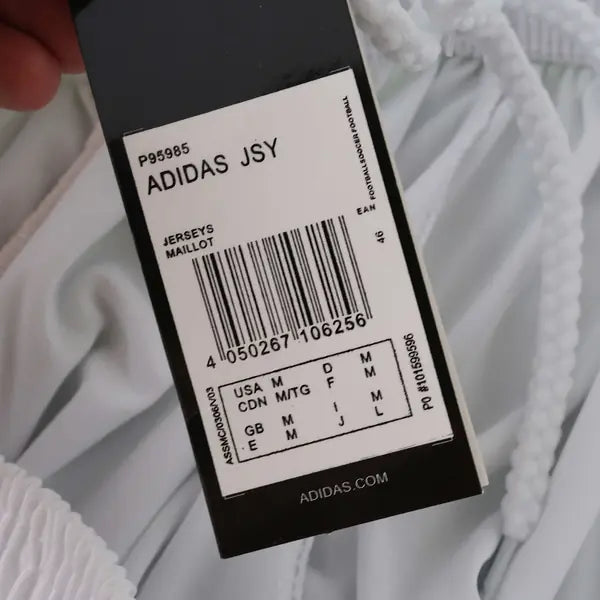 P95985
ADIDAS JSY
FOOTBALL/SOCCER FOOTBALL
JERSEYS
MAILLOT
EAN
46
4 050267 106256
ASSMC/0306/V03
USA M D M
CDN M/TG F M
GB M I M
E M J L
PO #101599596
ADIDAS.COM